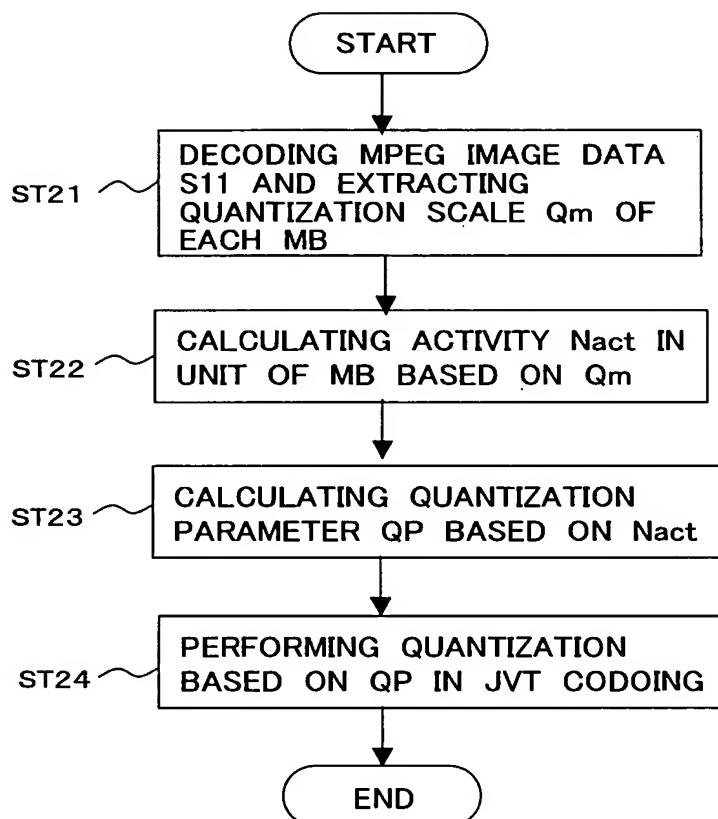 START
ST21
DECODING MPEG IMAGE DATA
S11 AND EXTRACTING
QUANTIZATION SCALE Qm OF
EACH MB
ST22
CALCULATING ACTIVITY Nact IN
UNIT OF MB BASED ON Qm
ST23
CALCULATING QUANTIZATION
PARAMETER QP BASED ON Nact
ST24
PERFORMING QUANTIZATION
BASED ON QP IN JVT CODOING
END